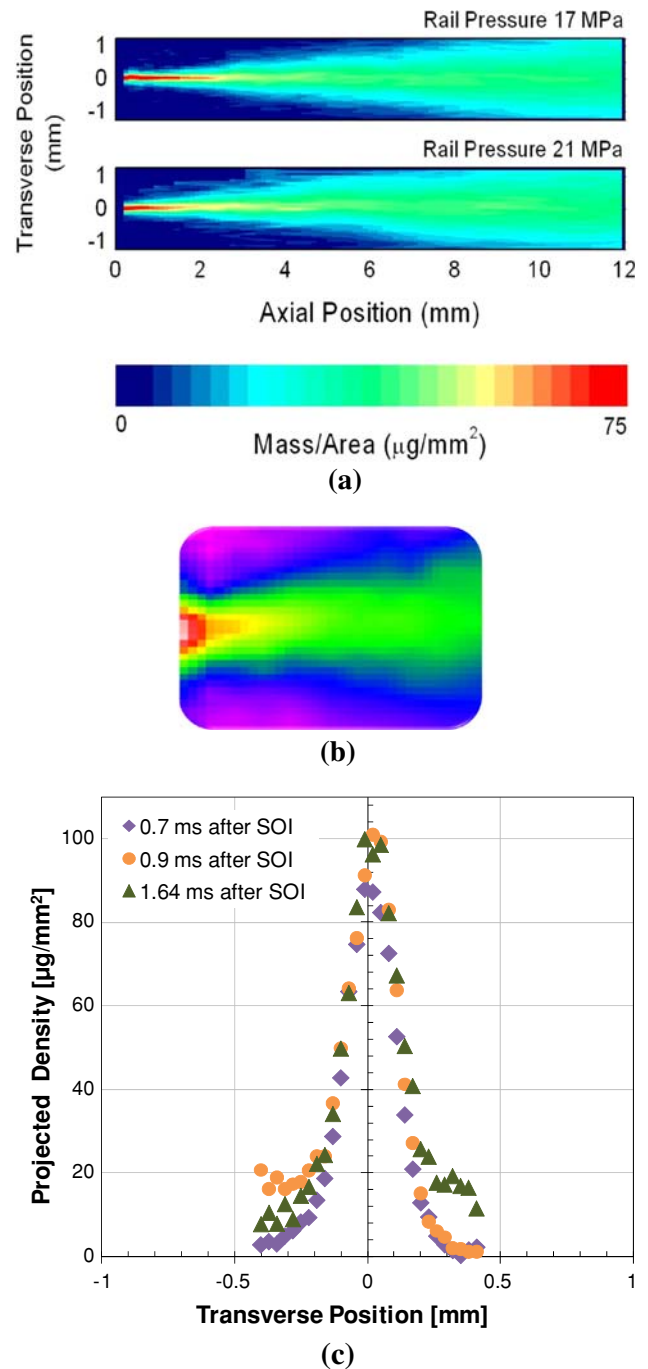 Rail Pressure 17 MPa
1
0
-1
Rail Pressure 21 MPa
1
0
-1
Transverse Position
(mm)
0 2 4 6 8 10 12
Axial Position (mm)
0 75
Mass/Area (µg/mm²)
(a)
(b)
100
80
60
40
20
0
0.7 ms after SOI
0.9 ms after SOI
1.64 ms after SOI
Projected Density [µg/mm²]
-1 -0.5 0 0.5 1
Transverse Position [mm]
(c)